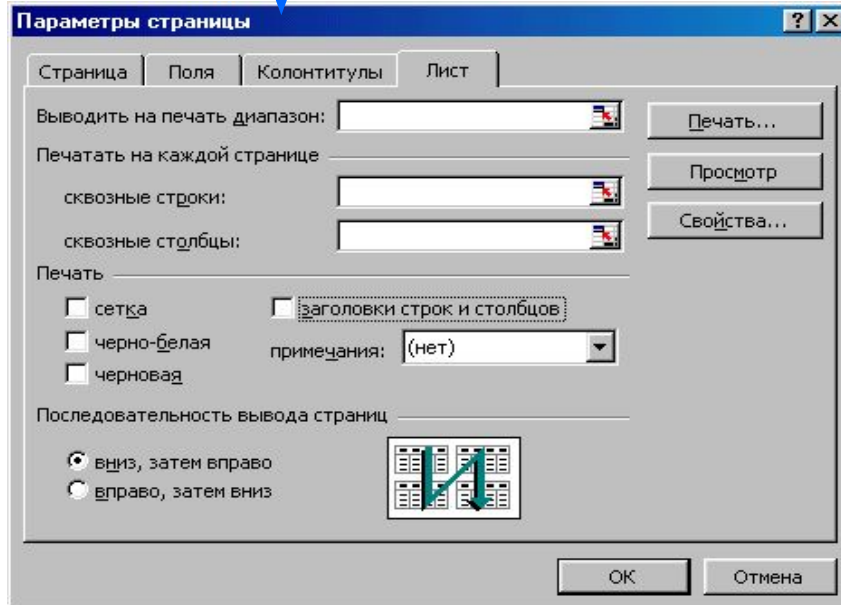 Параметры страницы
Страница Поля Колонтитулы Лист
Выводить на печать диапазон:
Печать...
Печатать на каждой странице
Просмотр
сквозные строки:
Свойства...
сквозные столбцы:
Печать
сетка
заголовки строк и столбцов
черно-белая
примечания: (нет)
черновая
Последовательность вывода страниц
вниз, затем вправо
вправо, затем вниз
ОК Отмена